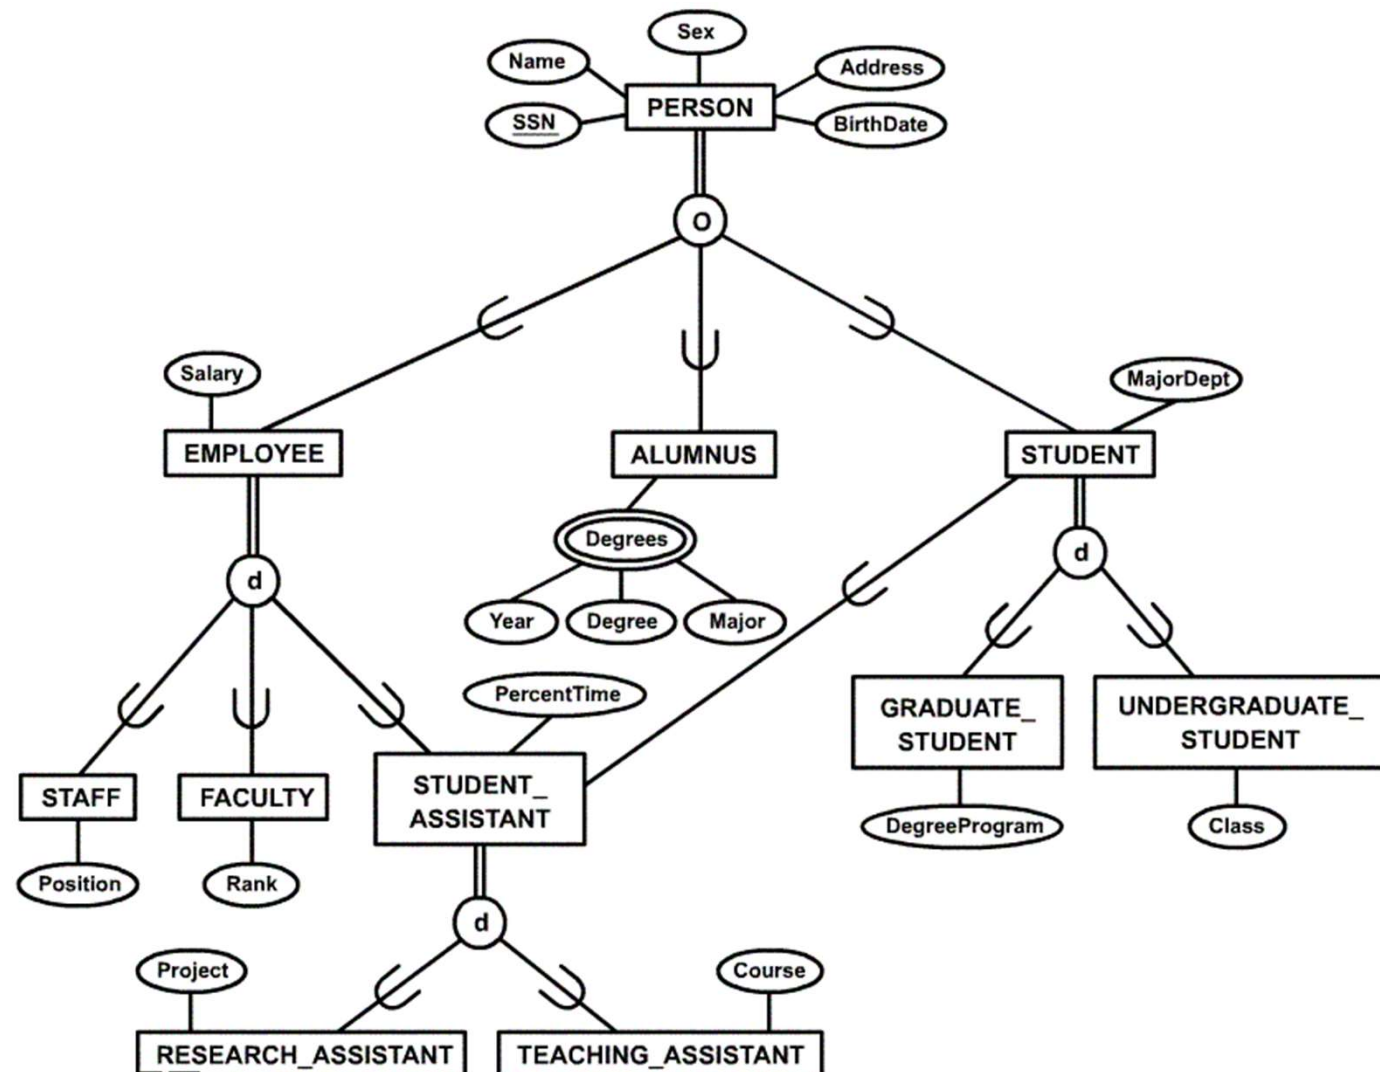 Sex
Name
Address
PERSON
SSN
BirthDate
O
Salary
MajorDept
EMPLOYEE
ALUMNUS
STUDENT
Degrees
d
d
Year
Degree
Major
PercentTime
GRADUATE_
STUDENT
UNDERGRADUATE_
STUDENT
STAFF
FACULTY
STUDENT_
ASSISTANT
DegreeProgram
Class
Position
Rank
d
Project
Course
RESEARCH_ASSISTANT
TEACHING_ASSISTANT